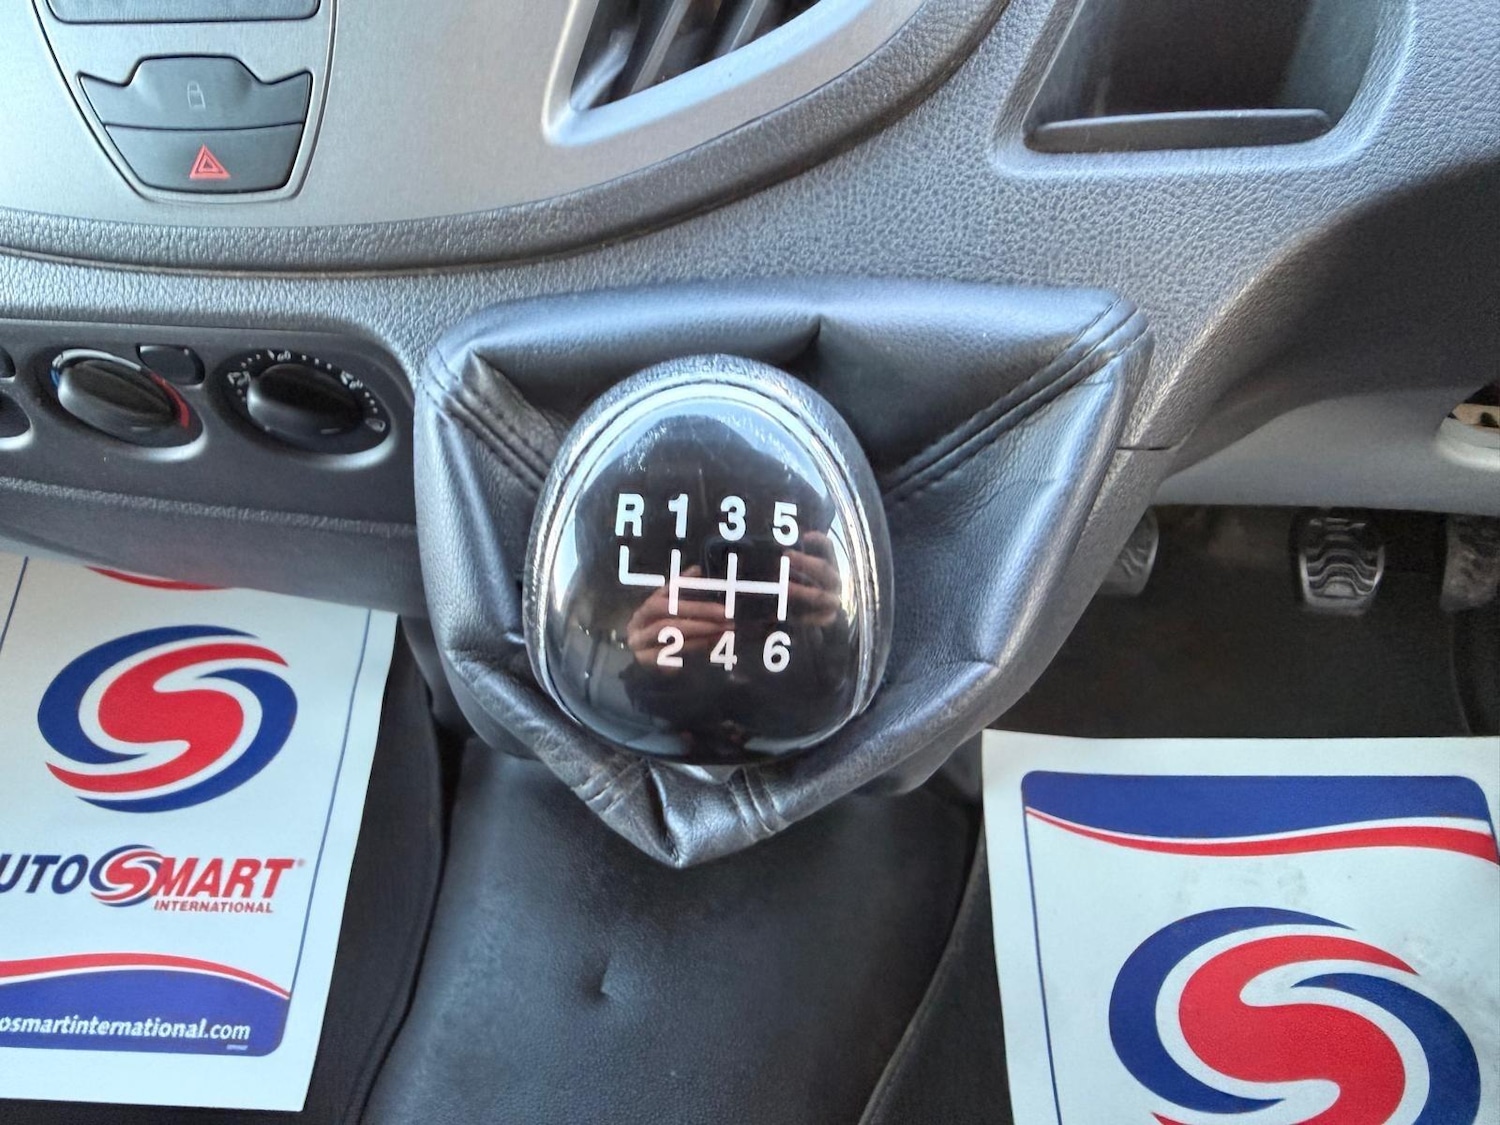 R 1 3 5
2 4 6
UTOSMART®
INTERNATIONAL
osmartinternational.com